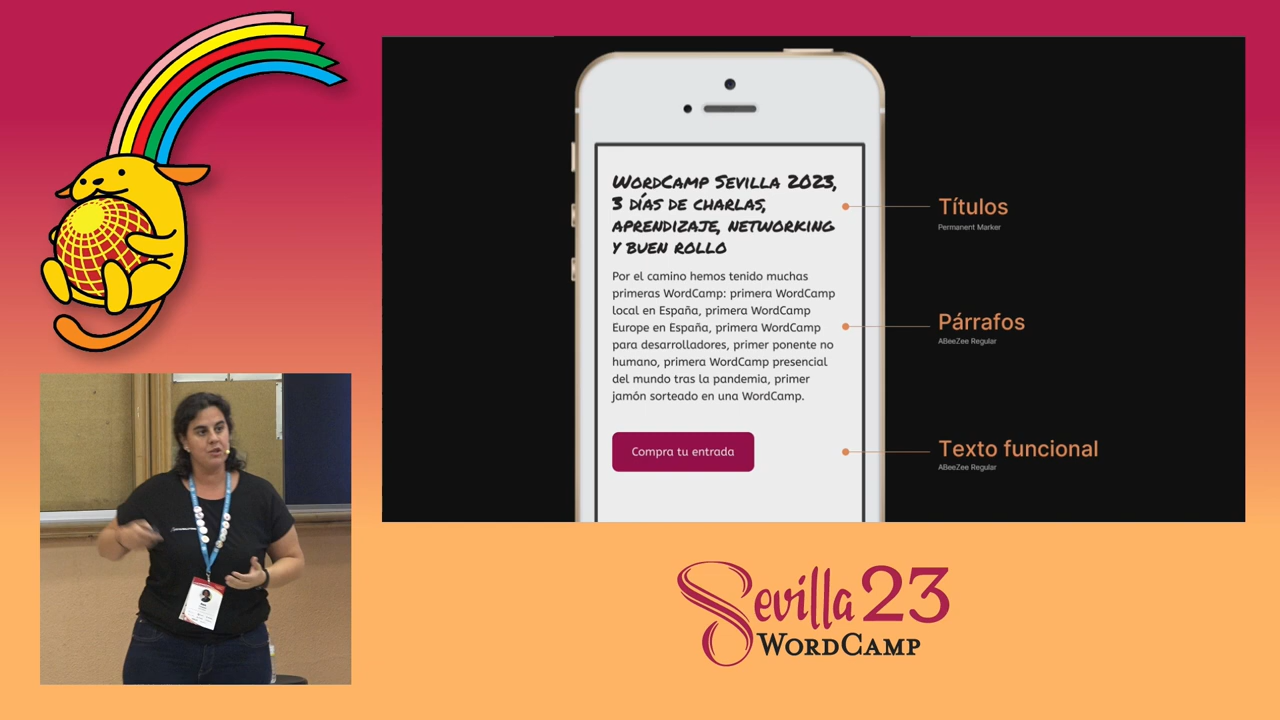 WordCamp Sevilla 2023,
3 días de charlas,
aprendizaje, networking
y buen rollo
Por el camino hemos tenido muchas
primeras WordCamp: primera WordCamp
local en España, primera WordCamp
Europe en España, primera WordCamp
para desarrolladores, primer ponente no
humano, primera WordCamp presencial
del mundo tras la pandemia, primer
jamón sorteado en una WordCamp.
Compra tu entrada
Títulos
Permanent Marker
Párrafos
ABeeZee Regular
Texto funcional
ABeeZee Regular
Sevilla 23
WordCamp